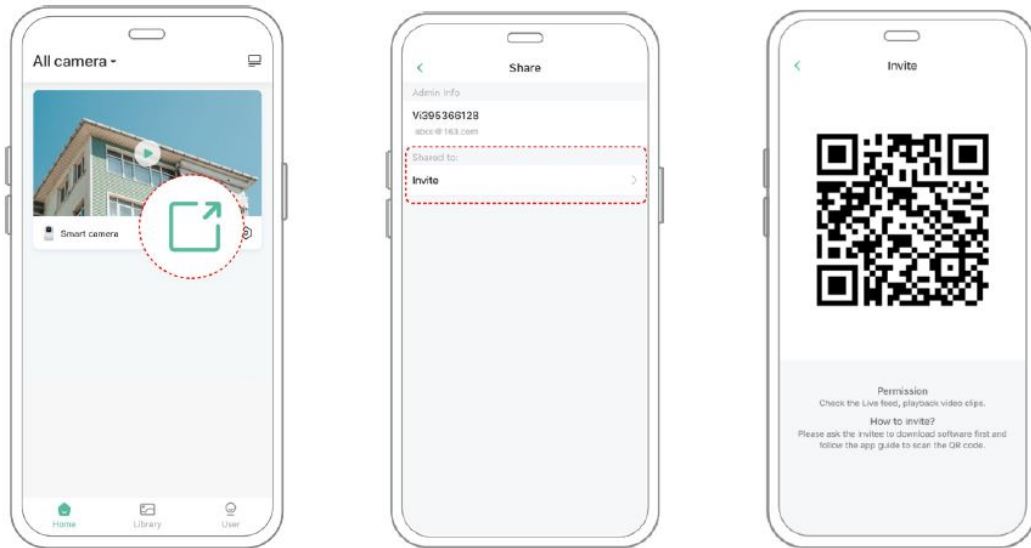 All camera
Smart camera
Home
Library
User
Share
Admin Info
Vi395366128
abxx@163.com
Shared to:
Invite
Invite
Permission
Check the Live feed, playback video clips.
How to invite?
Please ask the invitee to download software first and
follow the app guide to scan the QR code.